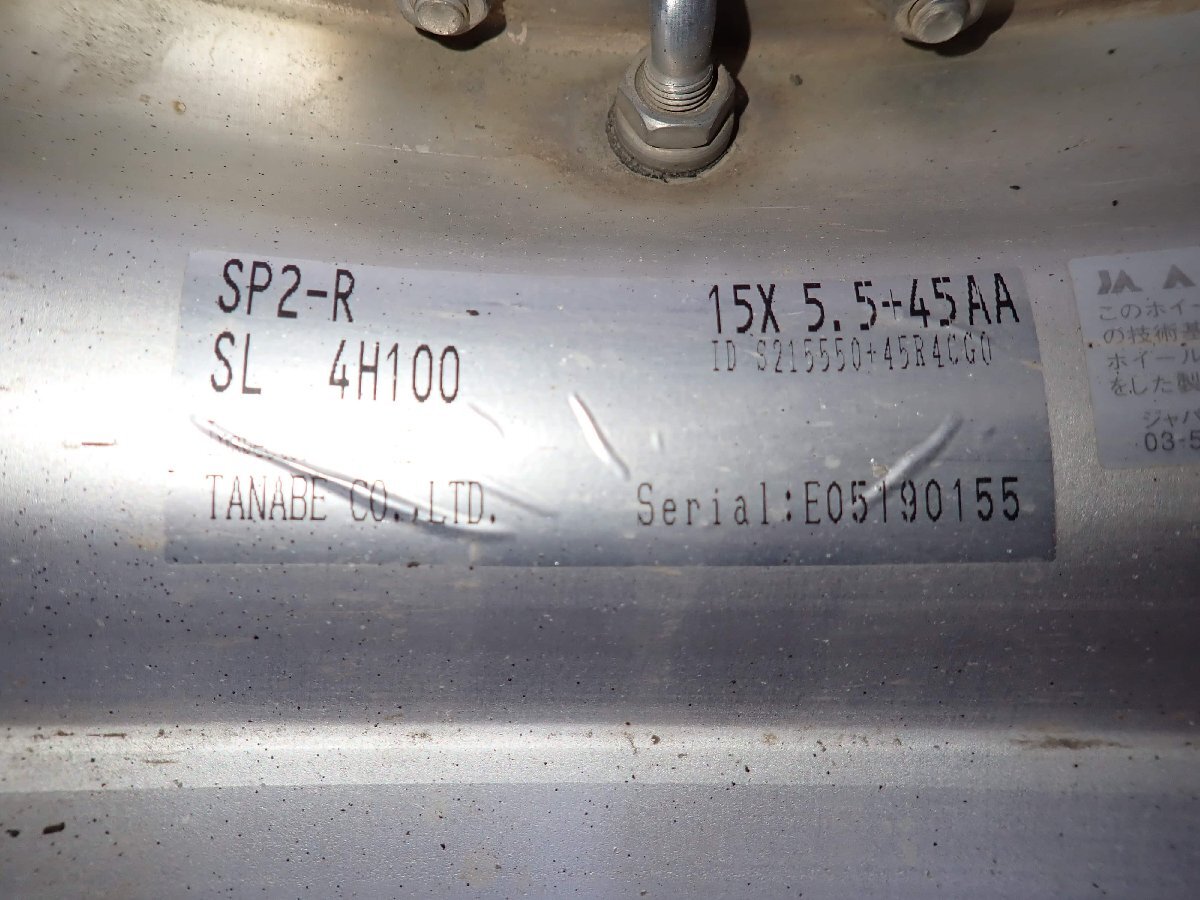 SP2-R
15X 5.5+45AA
SL 4H100
ID S215550+45R4CG0
TANABE CO.,LTD.
Serial:E05190155
JA
このホイ
の技術基
ホイール
をした製
ジャパ
03-5